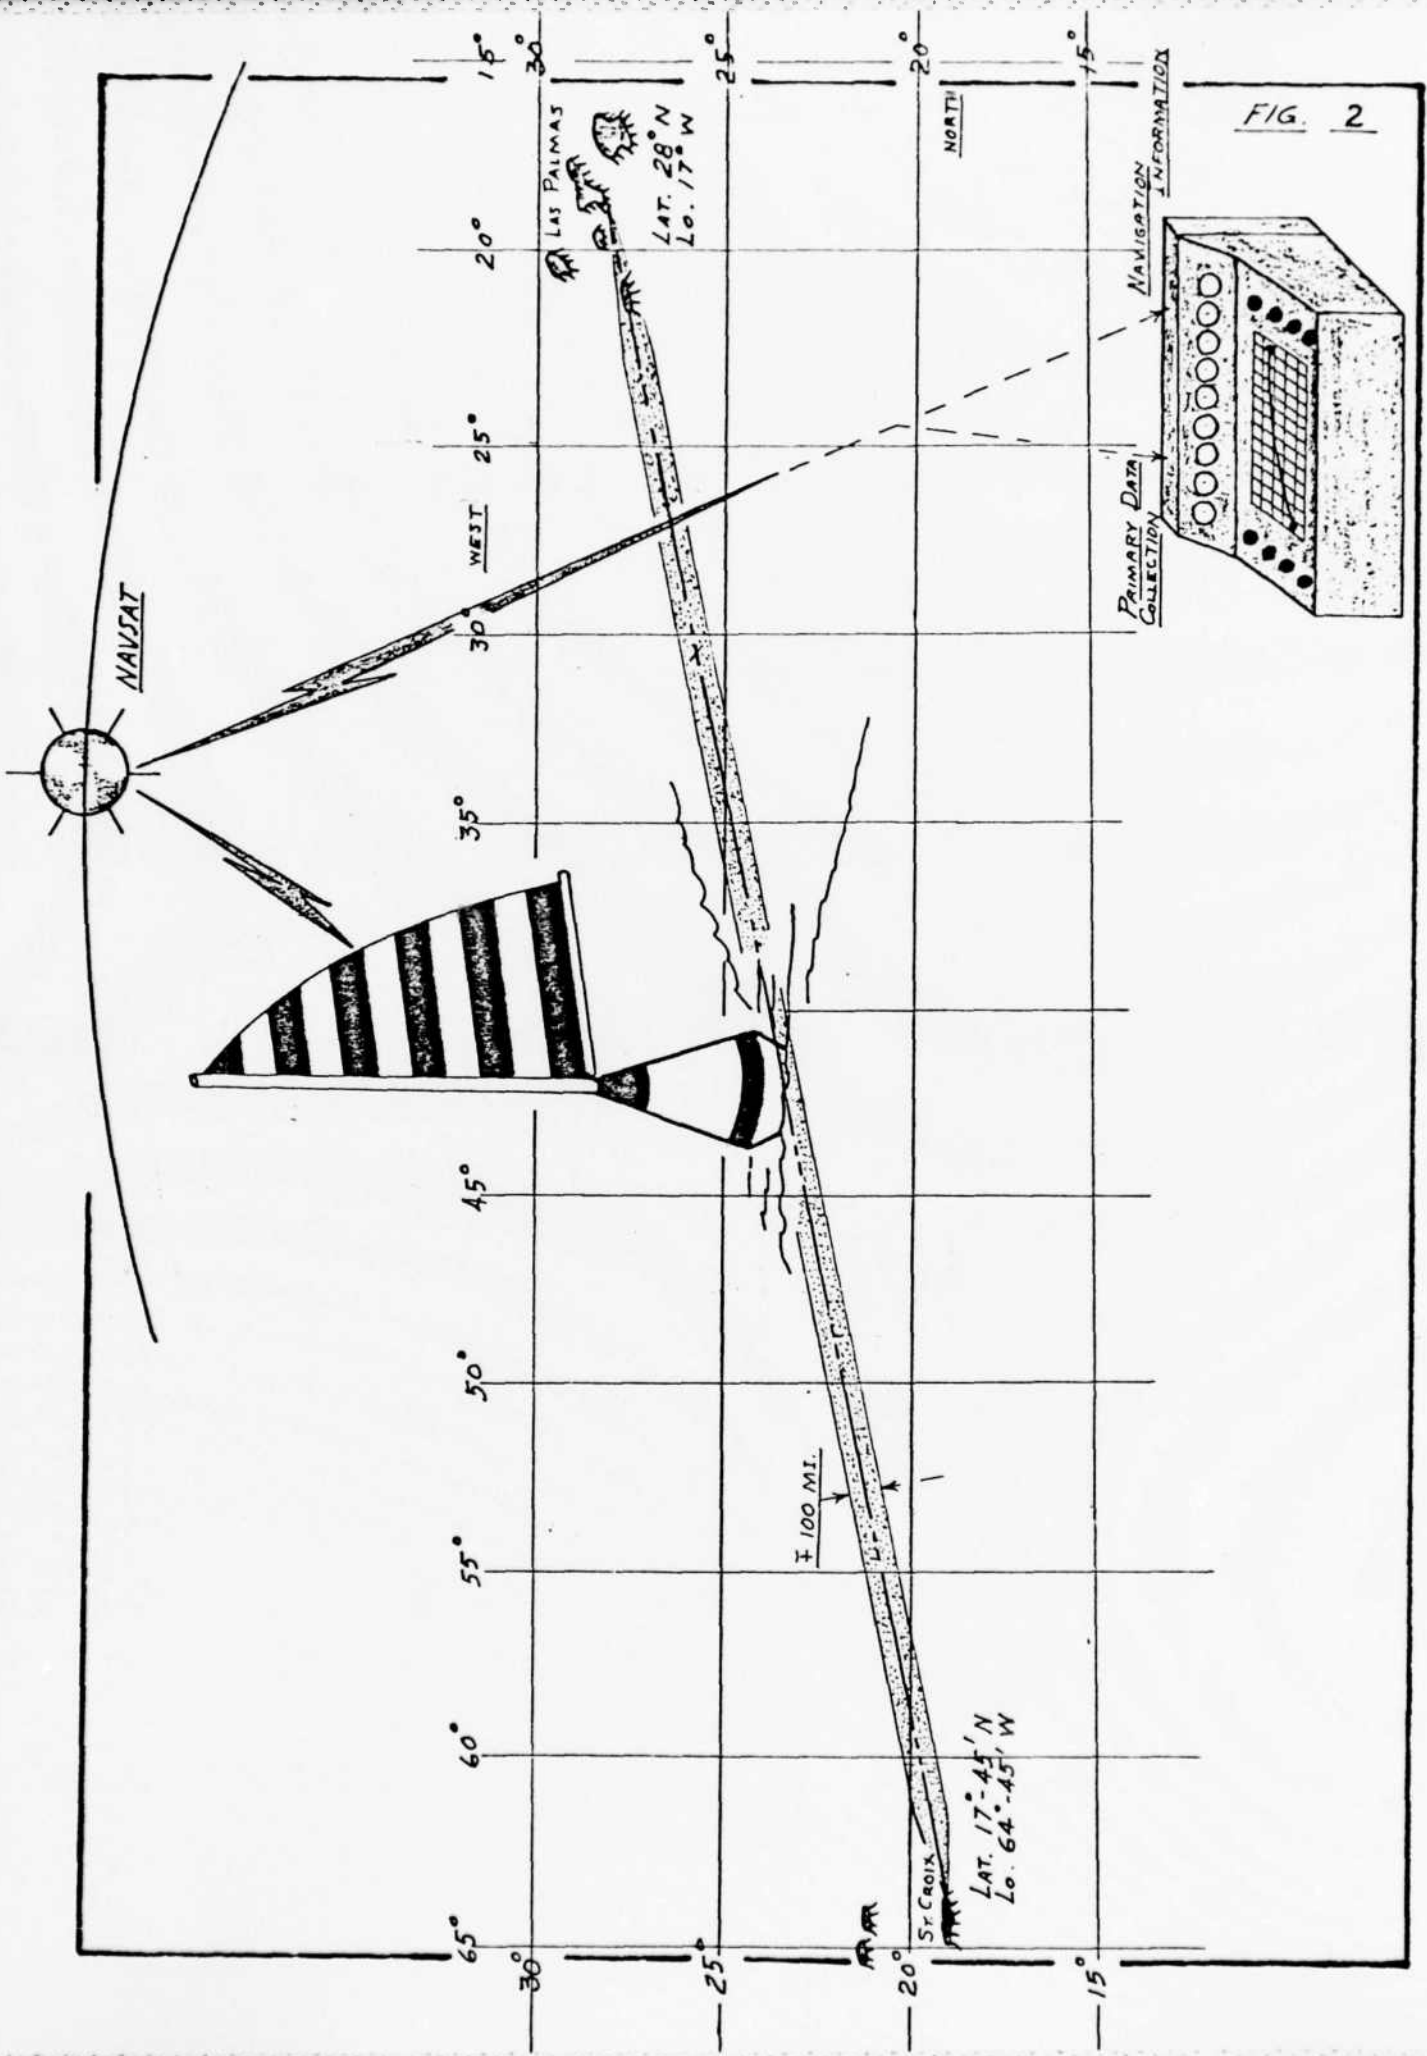 FIG. 2
NAVSAT
WEST
65°
60°
55°
50°
45°
35°
30°
25°
20°
15°
30°
30°
25°
25°
20°
20°
15°
15°
NORTH
LAS PALMAS
LAT. 28° N
LO. 17° W
∓ 100 MI.
ST. CROIX
LAT. 17°-45' N
LO. 64°-45' W
PRIMARY DATA
COLLECTION
NAVIGATION
INFORMATION